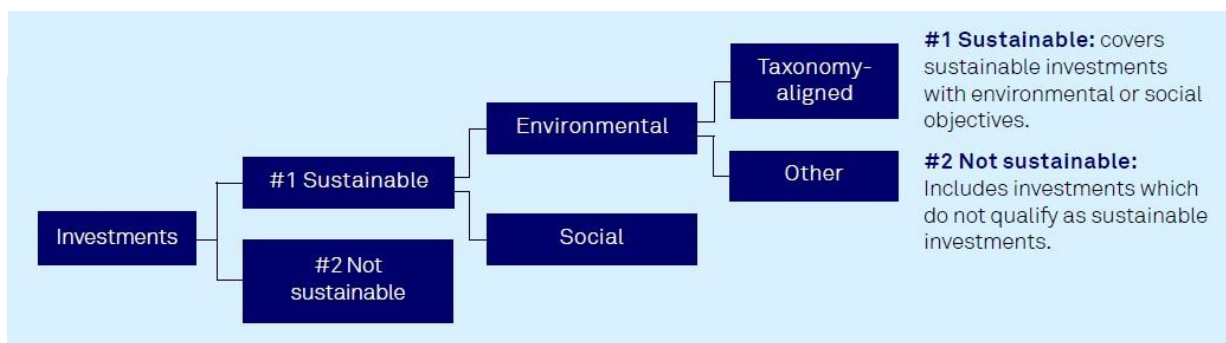 Investments
#1 Sustainable
#2 Not
sustainable
Environmental
Social
Taxonomy-
aligned
Other
#1 Sustainable: covers
sustainable investments
with environmental or social
objectives.
#2 Not sustainable:
Includes investments which
do not qualify as sustainable
investments.